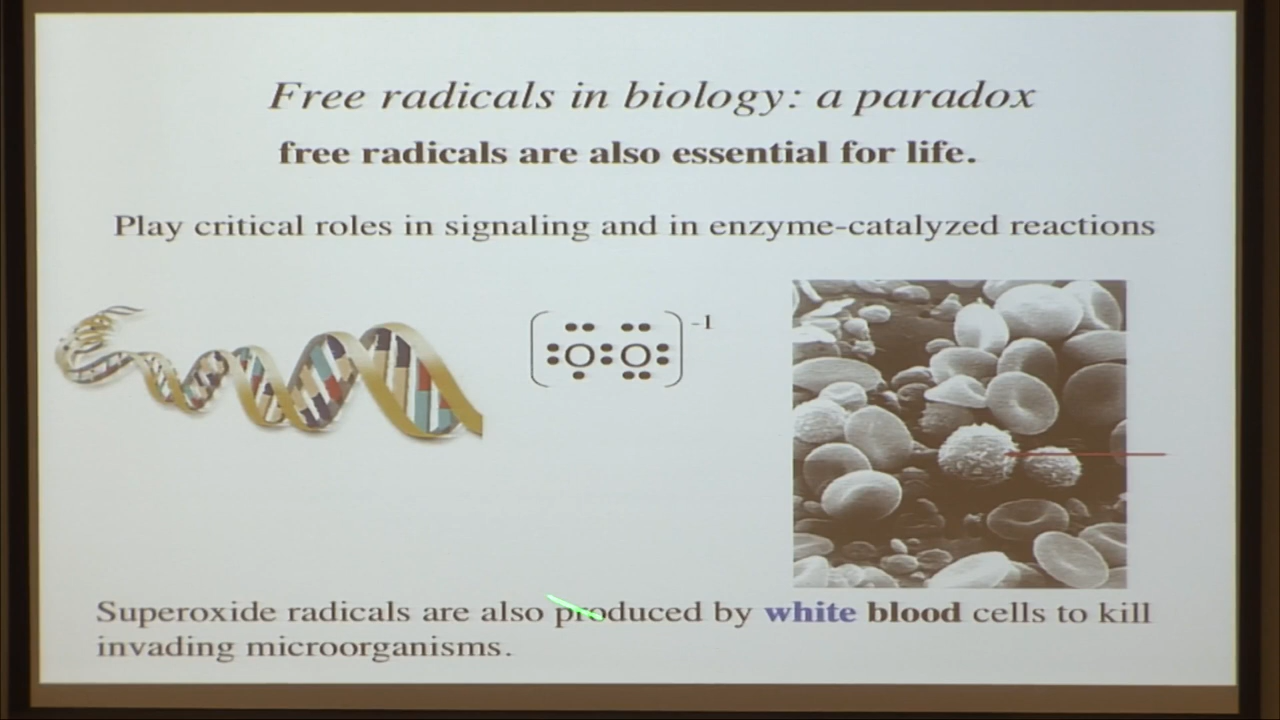 Free radicals in biology: a paradox
free radicals are also essential for life.
Play critical roles in signaling and in enzyme-catalyzed reactions
O O -1
Superoxide radicals are also produced by white blood cells to kill
invading microorganisms.